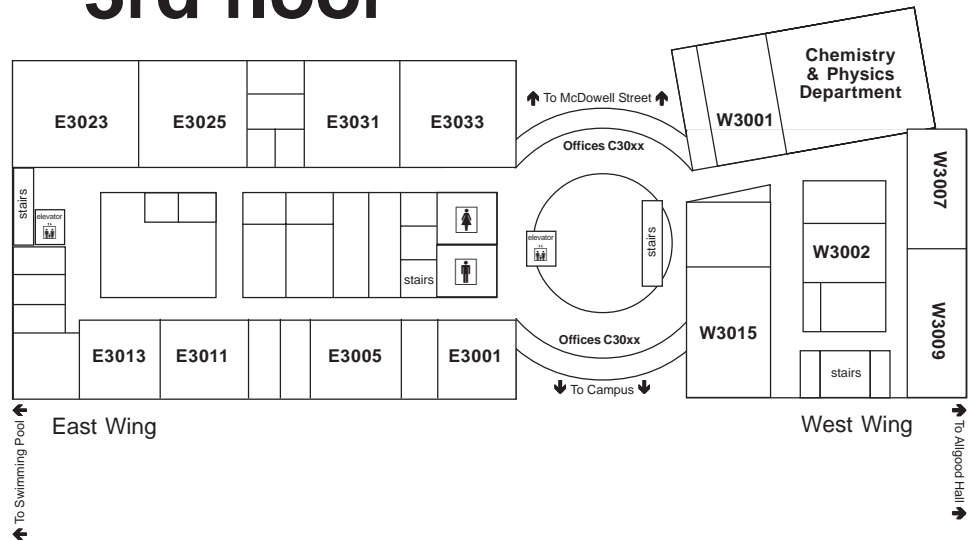 3rd floor
Chemistry
& Physics
Department
To McDowell Street
E3023
E3025
E3031
E3033
W3001
Offices C30xx
W3007
stairs
elevator
elevator
stairs
W3002
stairs
Offices C30xx
W3015
W3009
E3013
E3011
E3005
E3001
stairs
To Campus
East Wing
West Wing
To Swimming Pool
To Allgood Hall